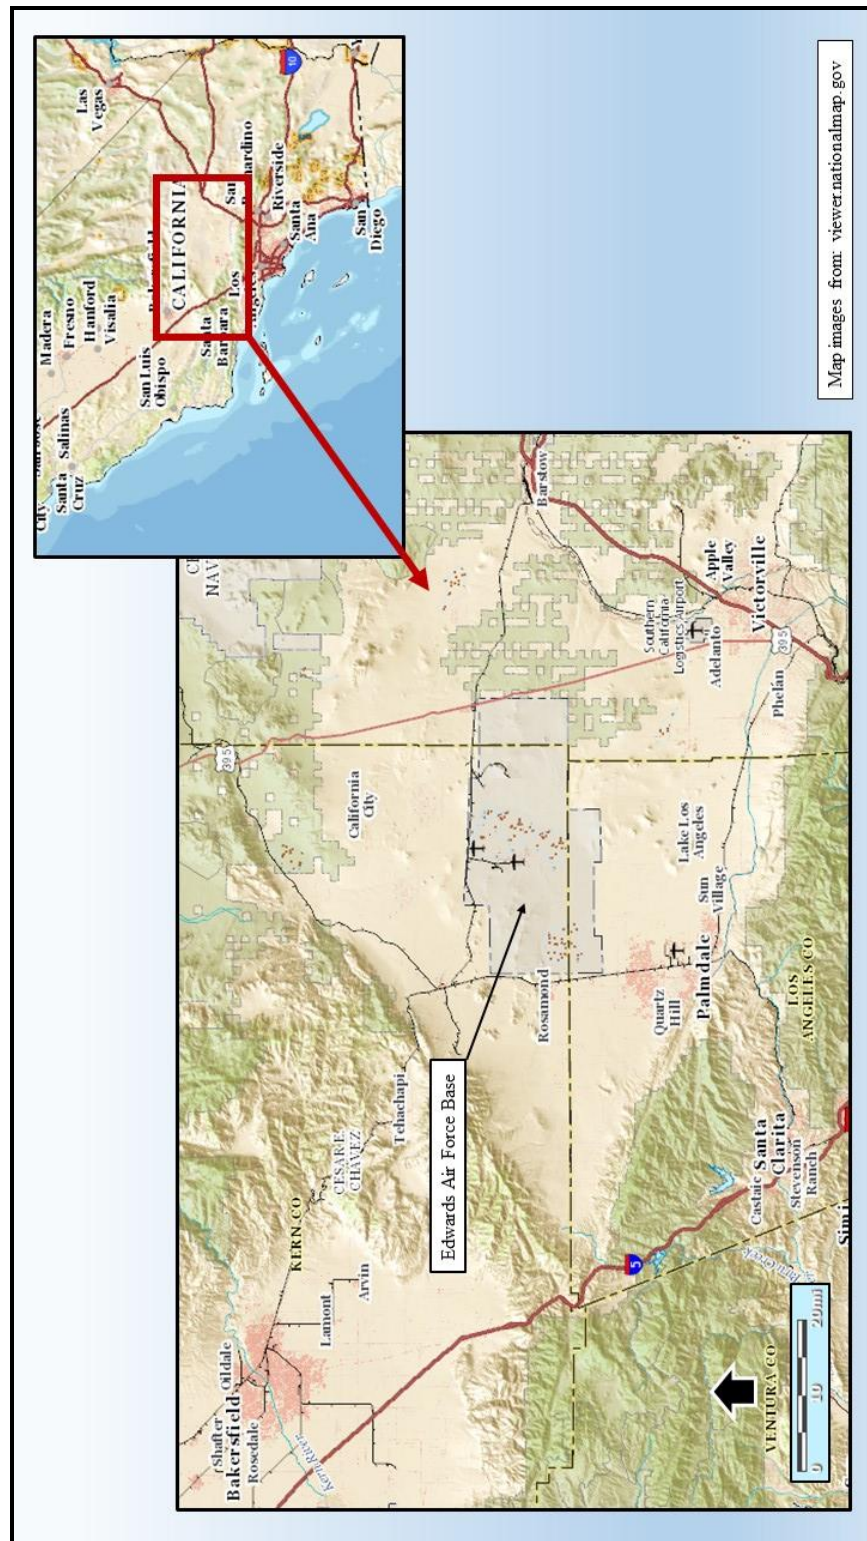 Las
Vegas
10
CALIFORNIA
Riverside
Santa
Ana
San
Diego
Los
Santa
Barbara
Madera
Fresno
Hanford
Visalia
San Luis
Obispo
Salinas
Santa
Cruz
City
Map images from: viewer.nationalmap.gov
Shafter
Oildale
Bakersfield
Rosedale
Kern River
Lamont
Arvin
KERN CO
CESAR E.
CHAVEZ
Tehachapi
Edwards Air Force Base
California
City
395
Rosamond
Barstow
Quartz
Hill
Palmdale
Sun
Village
Lake Los
Angeles
Southern
California
Logistics Airport
Adelanto
Apple
Valley
Victorville
395
Phelan
5
Castaic
Santa
Clarita
Stevenson
Ranch
LOS
ANGELES CO
VENTURA CO
0 10 20mi